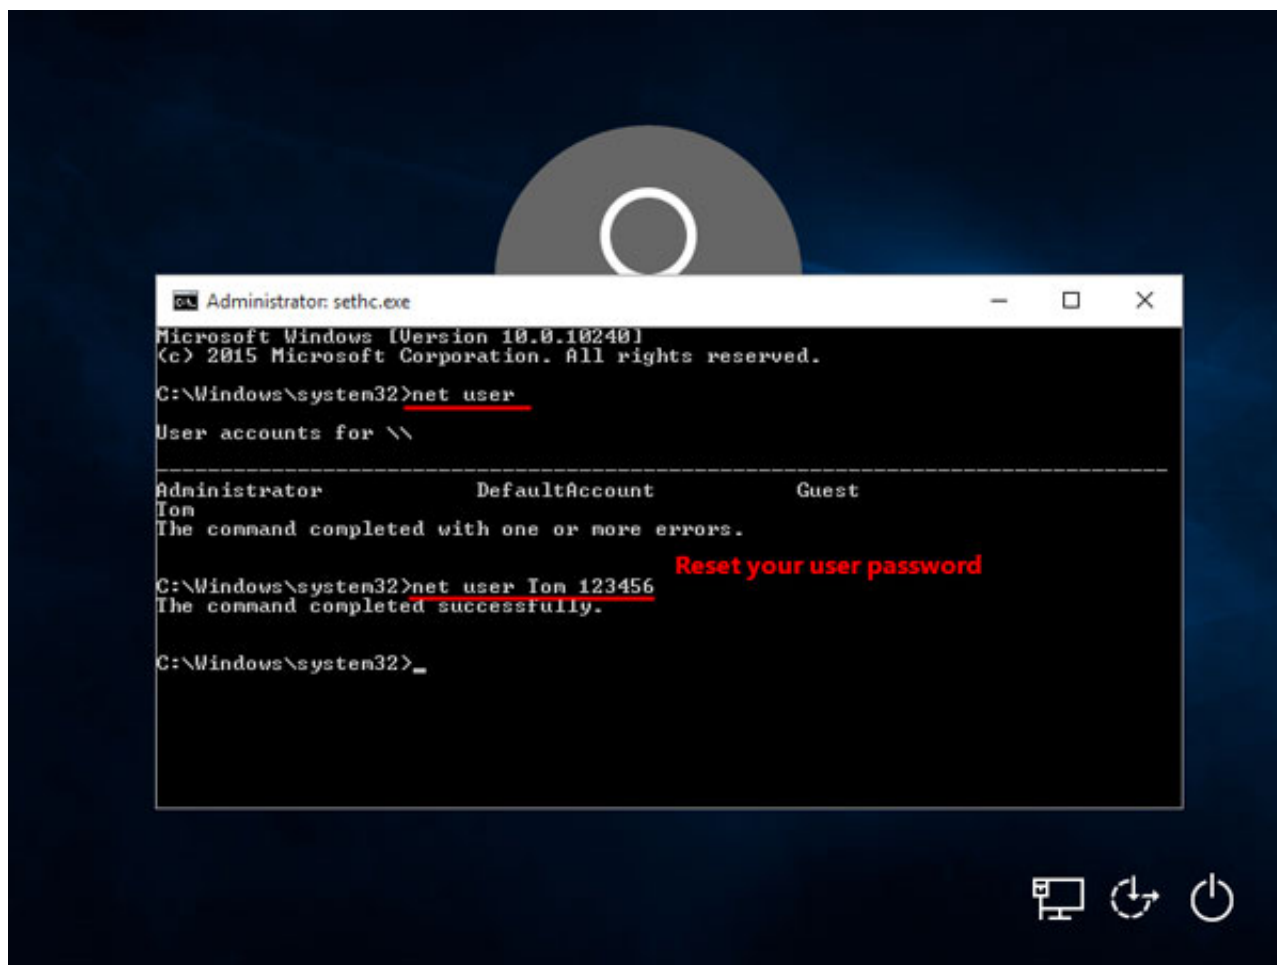 Administrator: sethc.exe
Microsoft Windows [Version 10.0.10240]
(c) 2015 Microsoft Corporation. All rights reserved.
C:\Windows\system32>net user
User accounts for \\
-------------------------------------------------------------------------------
Administrator DefaultAccount Guest
Tom
The command completed with one or more errors.
Reset your user password
C:\Windows\system32>net user Tom 123456
The command completed successfully.
C:\Windows\system32>_